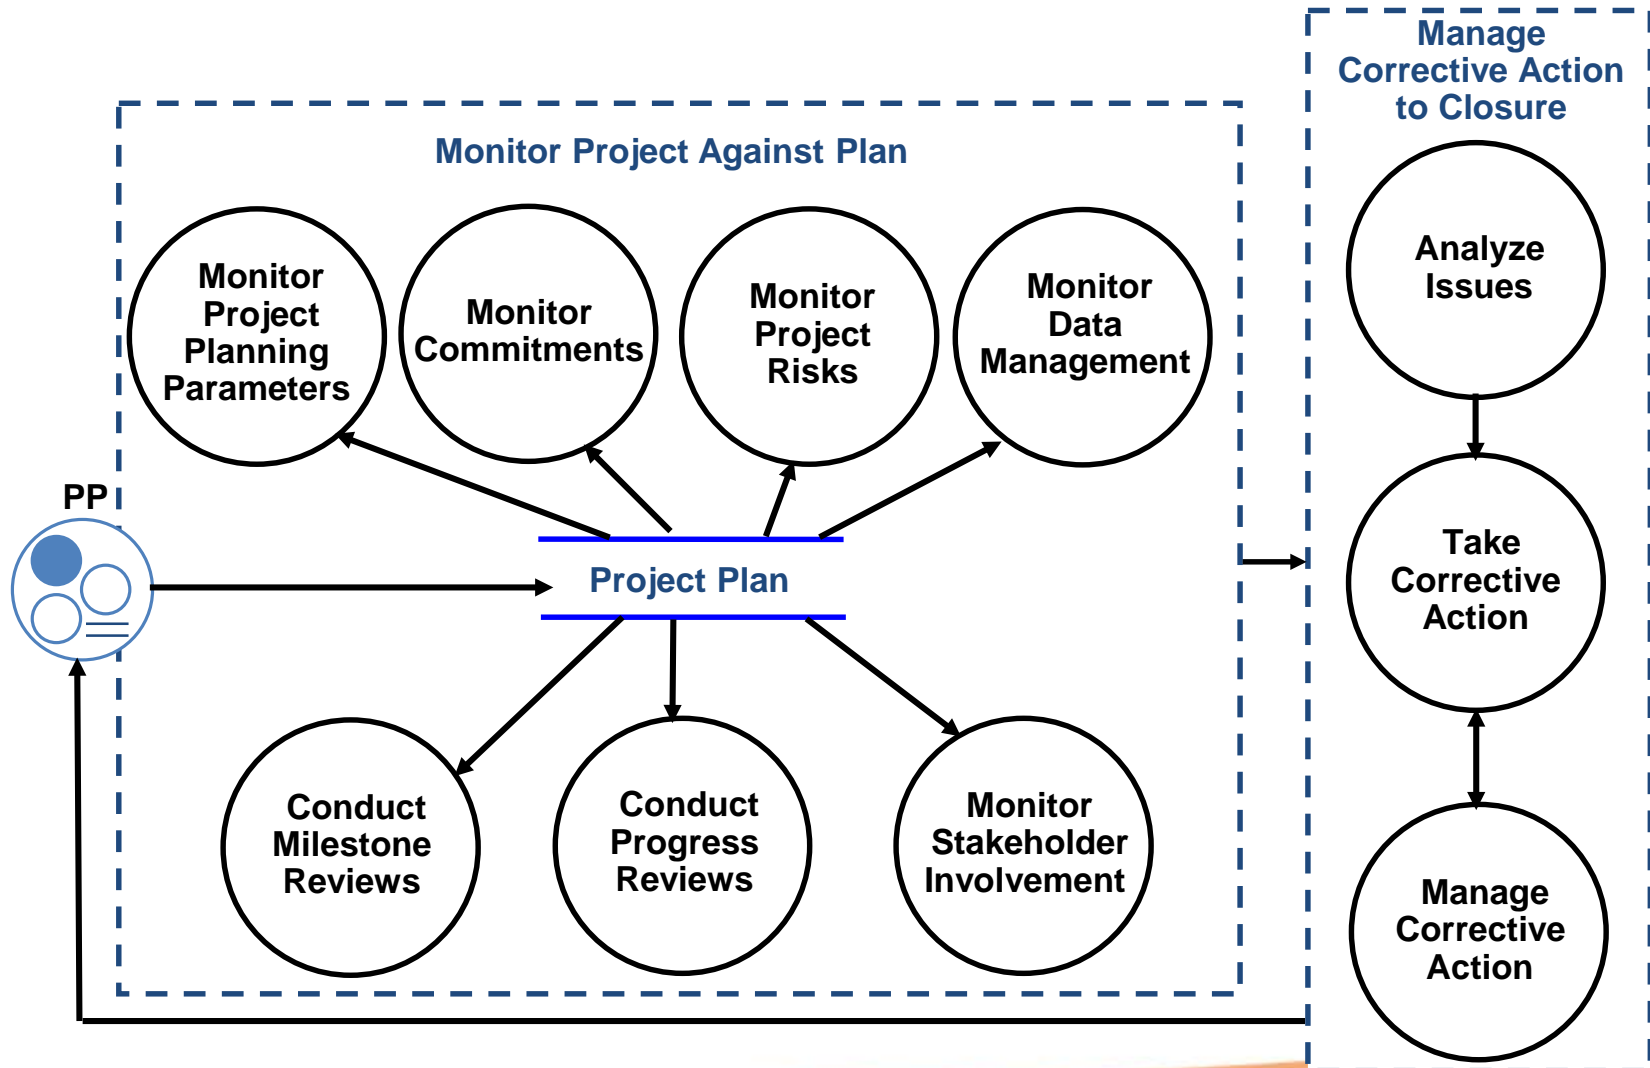 Manage
Corrective Action
to Closure
Monitor Project Against Plan
Monitor
Project
Planning
Parameters
Monitor
Commitments
Monitor
Project
Risks
Monitor
Data
Management
Analyze
Issues
PP
Project Plan
Take
Corrective
Action
Conduct
Milestone
Reviews
Conduct
Progress
Reviews
Monitor
Stakeholder
Involvement
Manage
Corrective
Action